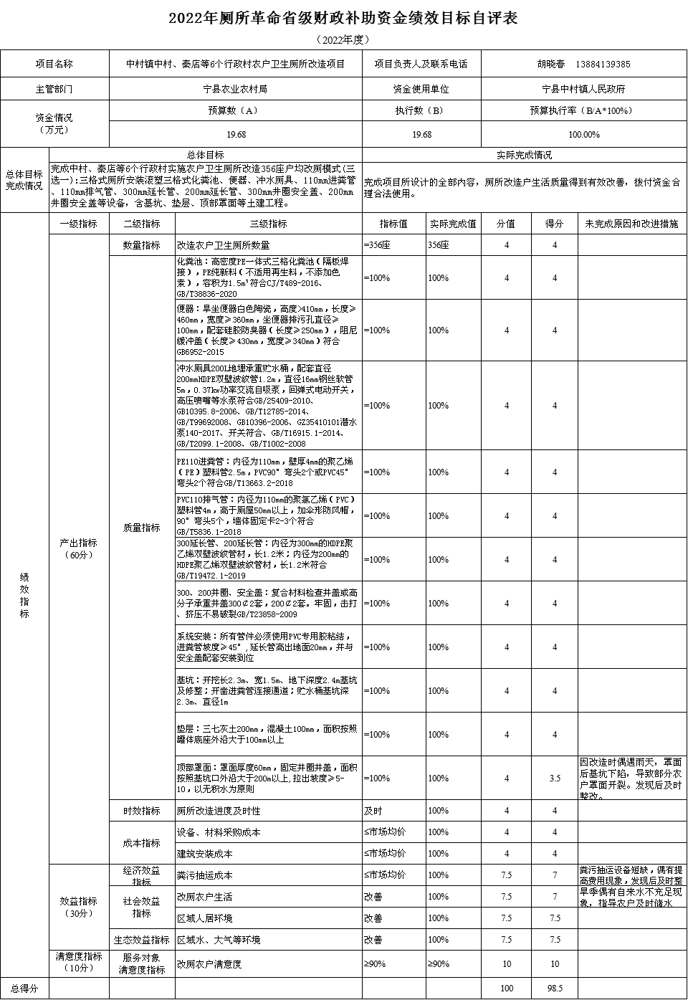 2022年厕所革命省级财政补助资金绩效目标自评表
（2022年度）
项目名称 中村镇中村、秦店等6个行政村农户卫生厕所改造项目 项目负责人及联系电话 胡晓春 13884139385
主管部门 宁县农业农村局 资金使用单位 宁县中村镇人民政府
资金情况
（万元）
预算数（A） 执行数（B） 预算执行率（B/A*100%）
19.68 19.68 100.00%
总体目标
完成情况
总体目标 实际完成情况
完成中村、秦店等6个行政村实施农户卫生厕所改造356座户均改厕模式(三
选一):三格式厕所安装滚塑三格式化粪池、便器、冲水厕具、110mm进粪管
、110mm排气管、300mm延长管、200mm延长管、300mm井圈安全盖、200mm
井圈安全盖等设备，含基坑、垫层、顶部罩面等土建工程。
完成项目所设计的全部内容，厕所改造户生活质量得到有效改善，拨付资金合
理合法使用。
绩
效
指
标
一级指标 二级指标 三级指标 指标值 实际完成值 分值 得分 未完成原因和改进措施
产出指标
（60分）
数量指标 改造农户卫生厕所数量 =356座 356座 4 4
质量指标
化粪池：高密度PE一体式三格化粪池（隔板焊
接），PE纯新料（不适用再生料，不添加色
素），容积为1.5m³符合CJ/T489-2016、
GB/T38836-2020
=100% 100% 4 4
便器：旱坐便器白色陶瓷，高度>410mm，长度≥
460mm，宽度≥360mm，坐便器排污孔直径≥
100mm，配套硅胶防臭器（长度≥250mm），阻尼
缓冲盖（长度≥430mm，宽度≥340mm）符合
GB6952-2015
=100% 100% 4 4
冲水厕具200L地埋承重贮水桶，配套直径
200mmHDPE双壁波纹管1.2m，直径16mm钢丝软管
5m，0.37kw功率交流自吸泵，回弹式电动开关，
高压喷嘴等水泵符合GB/25409-2010、
GB10395.8-2006、GB/T12785-2014、
GB/T99692008、GB10396-2006、GZ35410101潜水
泵140-2017、开关符合、GB/T16915.1-2014、
GB/T2099.1-2008、GB/T1002-2008
=100% 100% 4 4
PE110进粪管：内径为110mm，壁厚4mm的聚乙烯
（PE）塑料管2.5m，PVC90°弯头2个或PVC45°
弯头2个符合GB/T13663.2-2018
=100% 100% 4 4
PVC110排气管：内径为110mm的聚氯乙烯（PVC）
塑料管4m，高于厕屋50mm以上，加伞形防风帽，
90°弯头5个，墙体固定卡2-3个符合
GB/T5836.1-2018
=100% 100% 4 4
300延长管、200延长管：内径为300mm的HDPE聚
乙烯双壁波纹管材，长1.2米；内径为200mm的
HDPE聚乙烯双壁波纹管材，长1.2米符合
GB/T19472.1-2019
=100% 100% 4 4
300、200井圈、安全盖：复合材料检查井盖或高
分子承重井盖300￠2套，200￠2套。牢固，击打
、挤压不易破裂GB/T23858-2009
=100% 100% 4 4
系统安装：所有管件必须使用PVC专用胶粘结，
进粪管坡度≥45°,延长管高出地面20mm，并与
安全盖配套安装到位
=100% 100% 4 4
基坑：开挖长2.3m、宽1.5m、地下深度2.4m基坑
及修整；开凿进粪管连接通道；贮水桶基坑深
2.3m、直径1m
=100% 100% 4 4
垫层：三七灰土200mm，混凝土100mm，面积按照
罐体底座外沿大于100mm以上
=100% 100% 4 4
顶部罩面：罩面厚度60mm，固定井圈井盖，面积
按照基坑口外沿大于200m以上,拉出坡度≥5-
10，以无积水为原则
=100% 100% 4 3.5
因改造时偶遇雨天，罩面
后基坑下陷，导致部分农
户罩面开裂。发现后及时
整改。
时效指标 厕所改造进度及时性 及时 100% 4 4
成本指标
设备、材料采购成本 ≤市场均价 100% 4 4
建筑安装成本 ≤市场均价 100% 4 4
效益指标
（30分）
经济效益
指标
粪污抽运成本 ≤市场均价 100% 7.5 7
粪污抽运设备短缺，偶有提
高费用现象，发现后及时整
社会效益
指标
改厕农户生活 改善 100% 7.5 7
旱季偶有自来水不充足现
象，指导农户及时储水
区域人居环境 改善 100% 7.5 7.5
生态效益指标 区域水、大气等环境 改善 100% 7.5 7.5
满意度指标
（10分）
服务对象
满意度指标
改厕农户满意度 ≥90% ≥90% 10 10
总得分 100 98.5